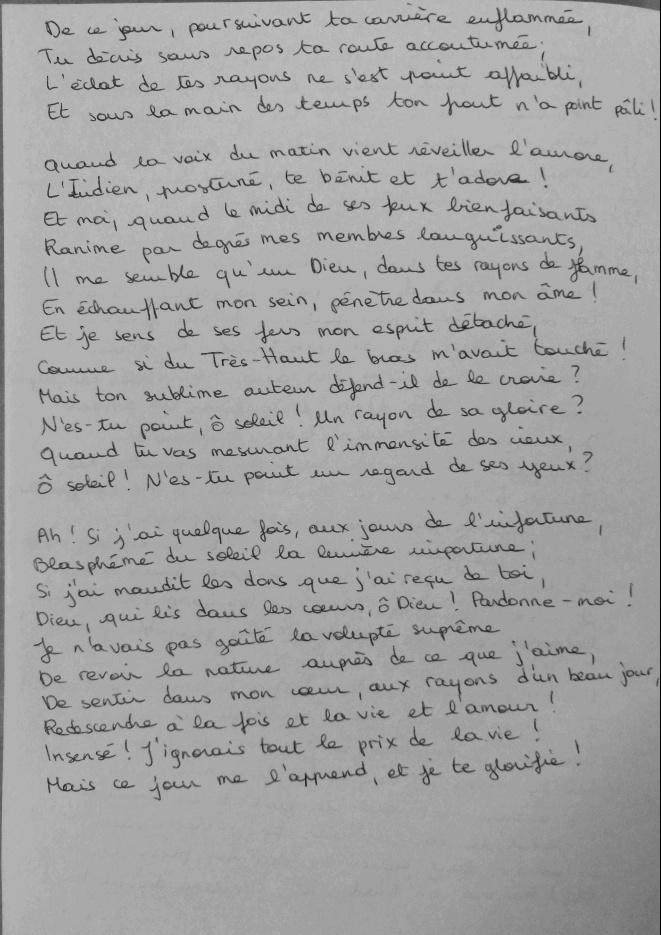 De ce jour, poursuivant ta carrière enflammée,
Tu décris sans repos ta route accoutumée ;
L'éclat de tes rayons ne s'est point affaibli,
Et sous la main des temps ton front n'a point pâli !
Quand la voix du matin vient réveiller l'aurore,
L'Indien, prosterné, te bénit et t'adore !
Et moi, quand le midi de ses feux bienfaisants
Ranime par degrés mes membres languissants,
Il me semble qu'un Dieu, dans tes rayons de flamme,
En échauffant mon sein, pénètre dans mon âme !
Et je sens de ses fers mon esprit détaché,
Comme si du Très-Haut le bras m'avait touché !
Mais ton sublime auteur défend-il de le croire ?
N'es-tu point, ô soleil ! Un rayon de sa gloire ?
Quand tu vas mesurant l'immensité des cieux,
Ô soleil ! N'es-tu point un regard de ses yeux ?
Ah ! Si j'ai quelque fois, aux jours de l'infortune,
Blasphémé du soleil la lumière importune ;
Si j'ai maudit les dons que j'ai reçu de toi,
Dieu, qui lis dans les cœurs, ô Dieu ! Pardonne-moi !
Je n'avais pas goûté la volupté suprême
De revoir la nature auprès de ce que j'aime,
De sentir dans mon cœur, aux rayons d'un beau jour,
Redescendre à la fois et la vie et l'amour !
Insensé ! J'ignorais tout le prix de la vie !
Mais ce jour me l'apprend, et je te glorifie !